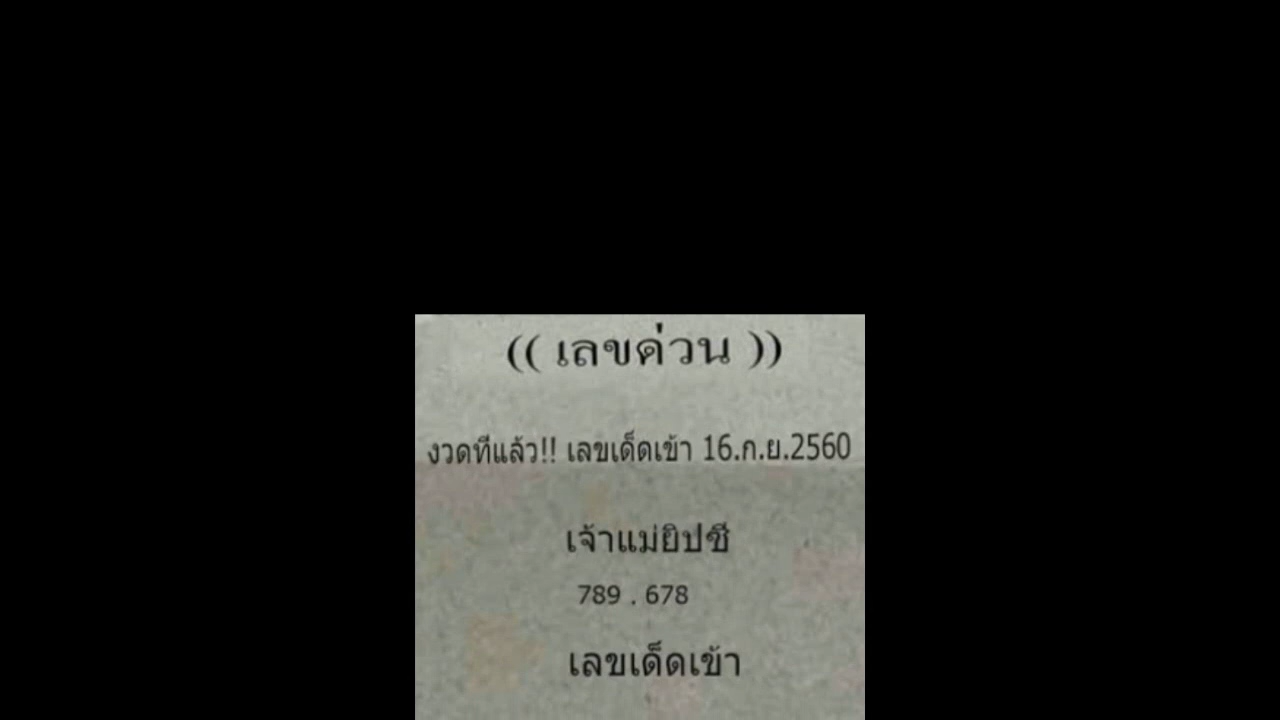 (( เลขด่วน ))
งวดทีแล้ว!! เลขเด็ดเข้า 16.ก.ย.2560
เจ้าแม่ยิปซี
789 . 678
เลขเด็ดเข้า